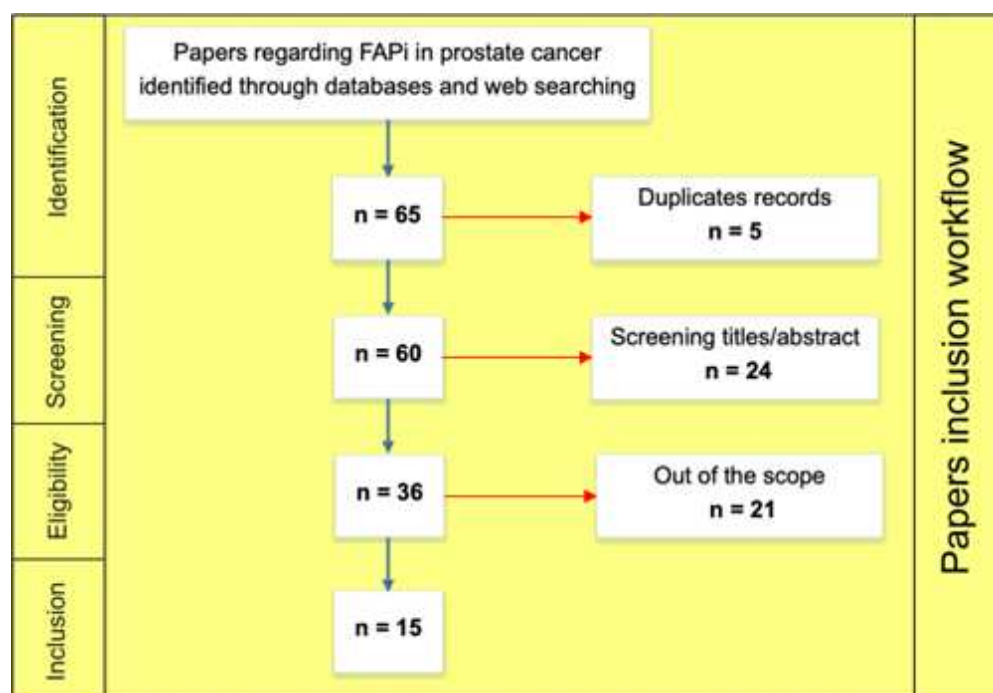 Identification
Papers regarding FAPi in prostate cancer
identified through databases and web searching
n = 65
Duplicates records
n = 5
Screening
n = 60
Screening titles/abstract
n = 24
Eligibility
n = 36
Out of the scope
n = 21
Inclusion
n = 15
Papers inclusion workflow